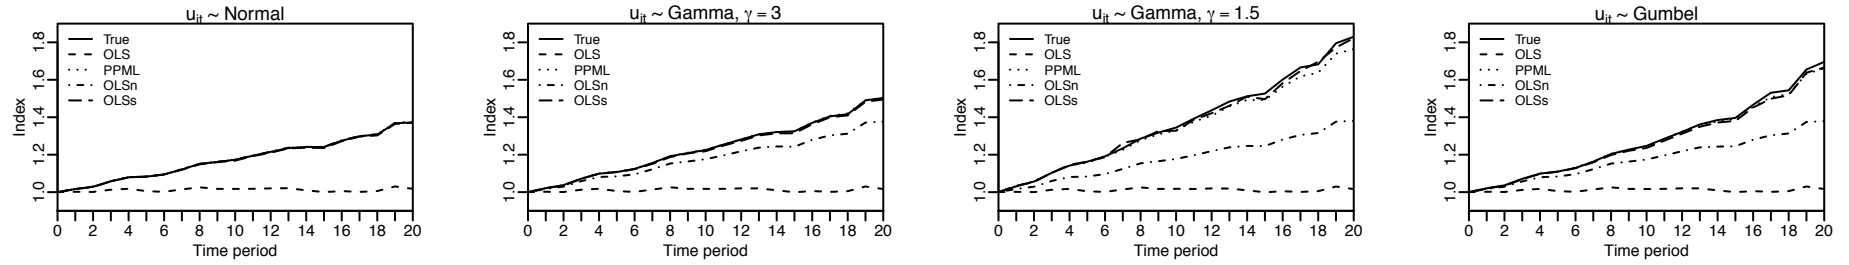 u_it ~ Normal
Index
1.0 1.2 1.4 1.6 1.8
True
OLS
PPML
OLSn
OLSs
0 2 4 6 8 10 12 14 16 18 20
Time period
u_it ~ Gamma, γ = 3
Index
1.0 1.2 1.4 1.6 1.8
True
OLS
PPML
OLSn
OLSs
0 2 4 6 8 10 12 14 16 18 20
Time period
u_it ~ Gamma, γ = 1.5
Index
1.0 1.2 1.4 1.6 1.8
True
OLS
PPML
OLSn
OLSs
0 2 4 6 8 10 12 14 16 18 20
Time period
u_it ~ Gumbel
Index
1.0 1.2 1.4 1.6 1.8
True
OLS
PPML
OLSn
OLSs
0 2 4 6 8 10 12 14 16 18 20
Time period